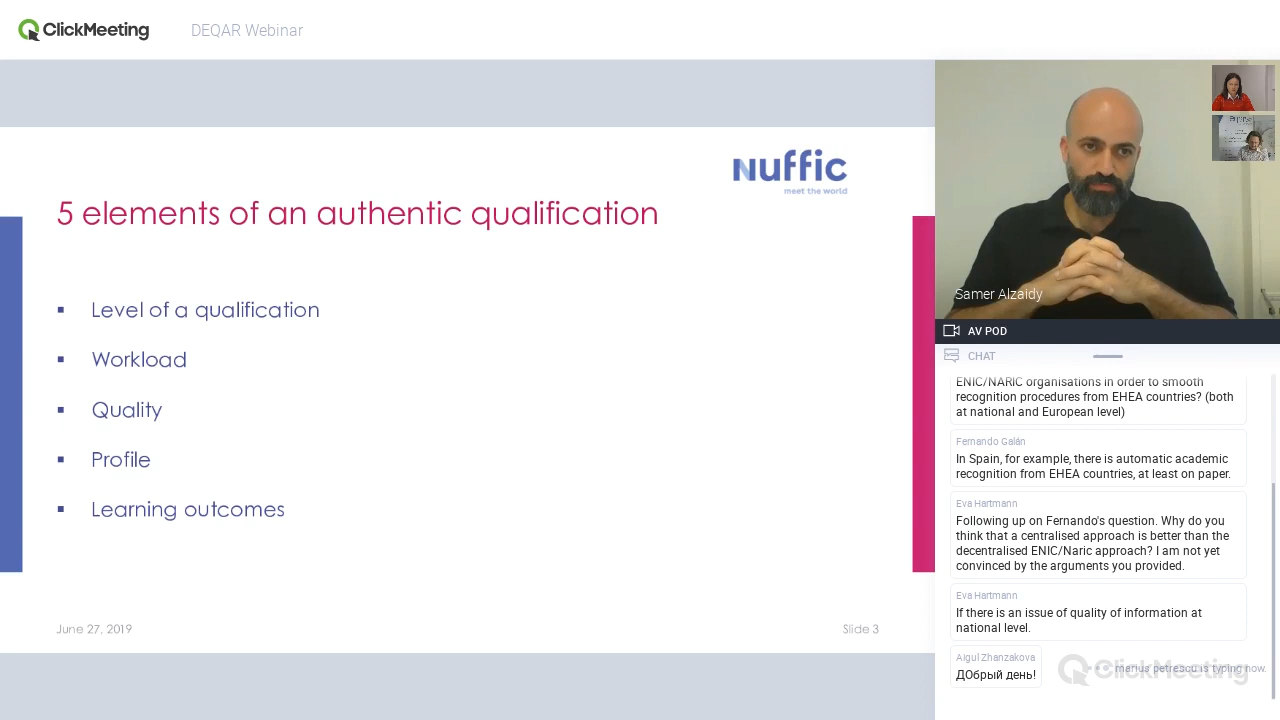 ClickMeeting
DEQAR Webinar
Nuffic
meet the world
5 elements of an authentic qualification
▪ Level of a qualification
▪ Workload
▪ Quality
▪ Profile
▪ Learning outcomes
June 27, 2019
Slide 3
Samer Alzaidy
AV POD
CHAT
ENIC/NARIC organisations in order to smooth
recognition procedures from EHEA countries? (both
at national and European level)
Fernando Galán
In Spain, for example, there is automatic academic
recognition from EHEA countries, at least on paper.
Eva Hartmann
Following up on Fernando's question. Why do you
think that a centralised approach is better than the
decentralised ENIC/Naric approach? I am not yet
convinced by the arguments you provided.
Eva Hartmann
If there is an issue of quality of information at
national level.
Aigul Zhanzakova
ДОбрый день!
marius petrescu is typing now.
ClickMeeting